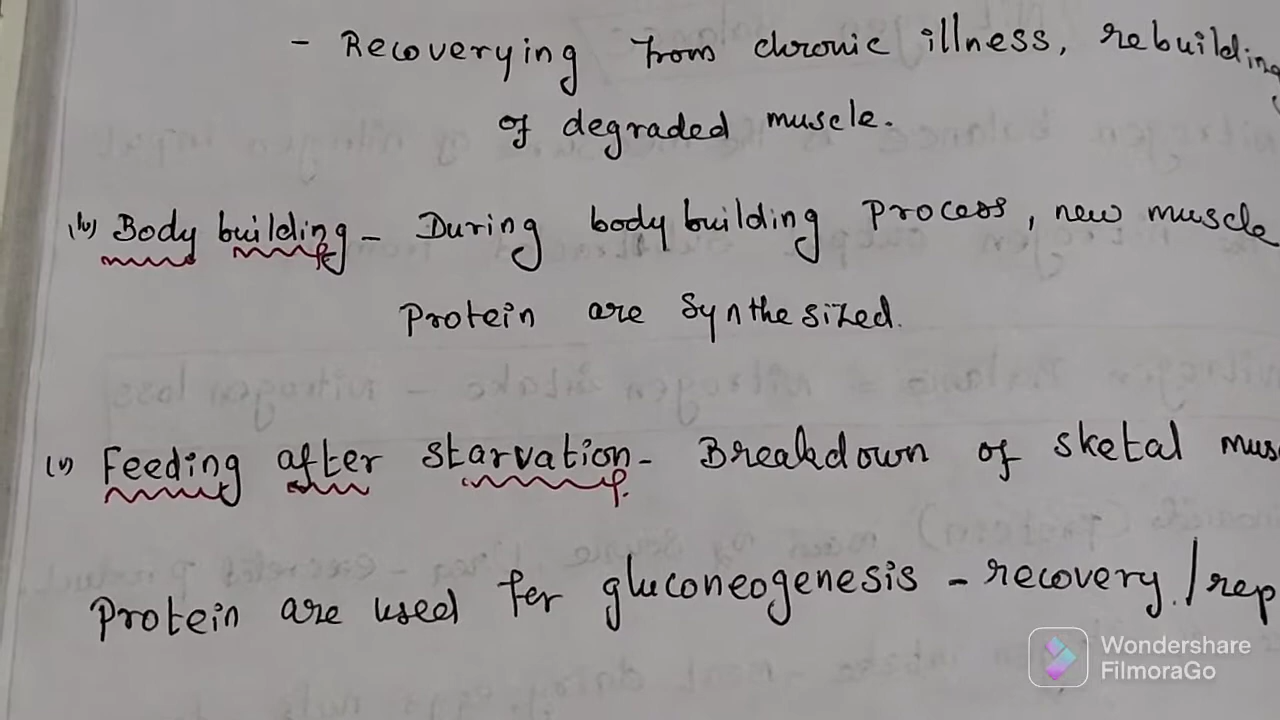 - Recoverying from chronic illness, rebuilding
of degraded muscle.
(iv) Body building - During body building process, new muscle
Protein are synthesized.
(v) Feeding after starvation - Breakdown of sketal mus
Protein are used for gluconeogenesis - recovery / rep
Wondershare
FilmoraGo